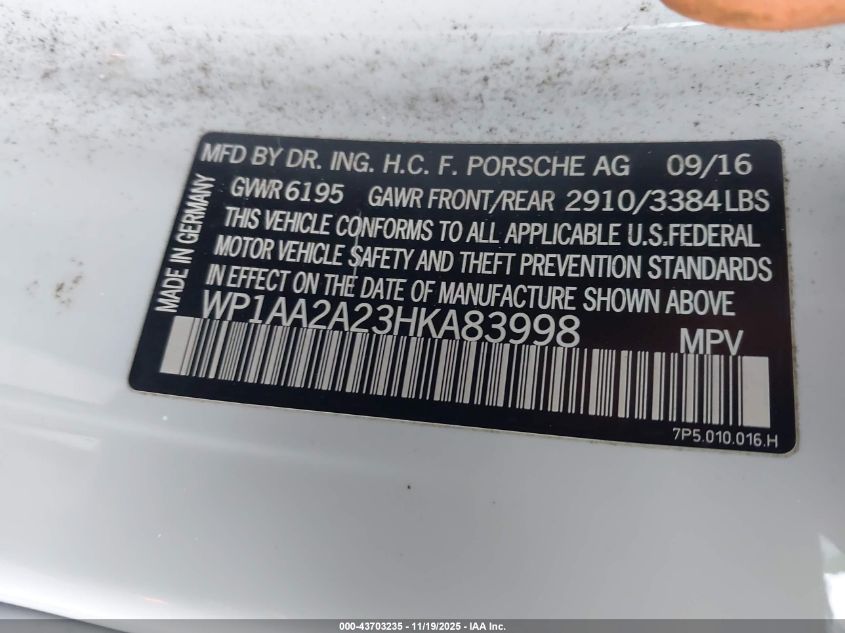 MFD BY DR. ING. H.C. F. PORSCHE AG 09/16
GVWR 6195 GAWR FRONT/REAR 2910/3384LBS
THIS VEHICLE CONFORMS TO ALL APPLICABLE U.S.FEDERAL
MOTOR VEHICLE SAFETY AND THEFT PREVENTION STANDARDS
IN EFFECT ON THE DATE OF MANUFACTURE SHOWN ABOVE
MADE IN GERMANY
WP1AA2A23HKA83998 MPV
7P5.010.016.H
000-43703235 - 11/19/2025 - IAA Inc.